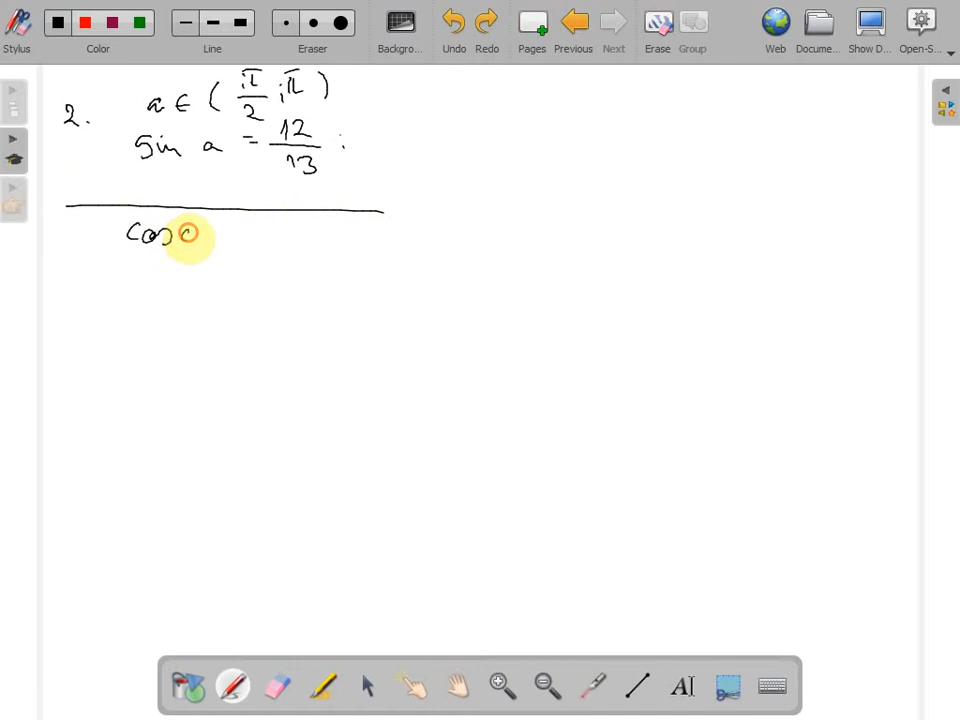 Stylus
Color
Line
Eraser
Backgro...
Undo
Redo
Pages
Previous
Next
Erase
Group
Web
Docume...
Show D...
Open-S...
2. a ∈ ( π/2 ; π )
sin a = 12/13 ;
cos